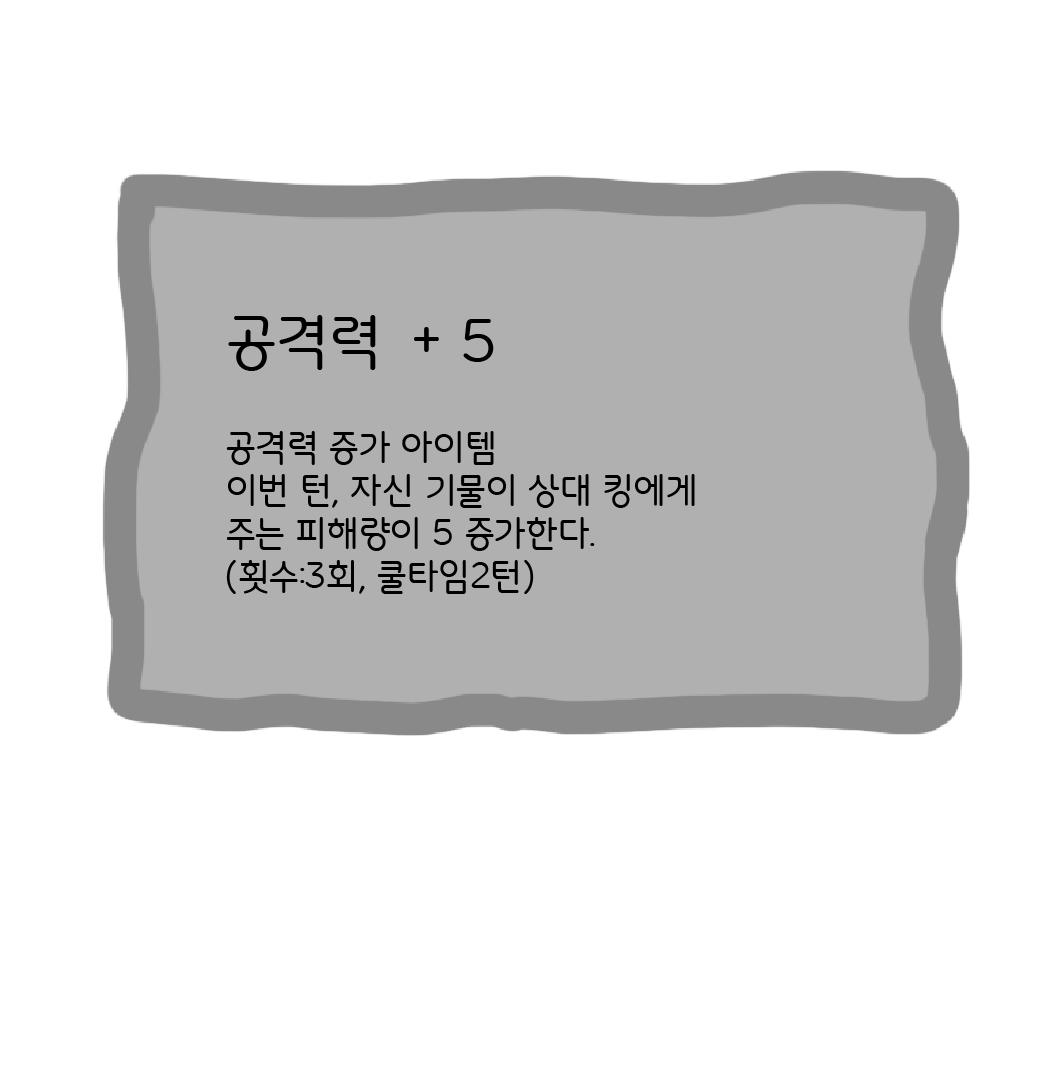 공격력 + 5
공격력 증가 아이템
이번 턴, 자신 기물이 상대 킹에게
주는 피해량이 5 증가한다.
(횟수:3회, 쿨타임2턴)